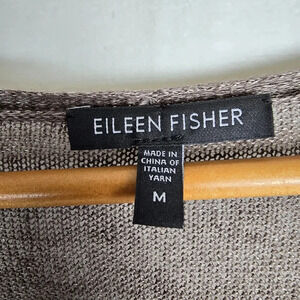 EILEEN FISHER
MADE IN
CHINA OF
ITALIAN
YARN
M